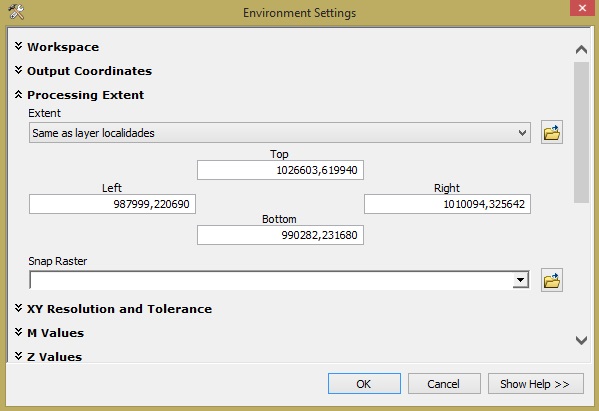 Environment Settings
Workspace
Output Coordinates
Processing Extent
Extent
Same as layer localidades
Top
1026603,619940
Left
Right
987999,220690
1010094,325642
Bottom
990282,231680
Snap Raster
XY Resolution and Tolerance
M Values
Z Values
OK
Cancel
Show Help >>